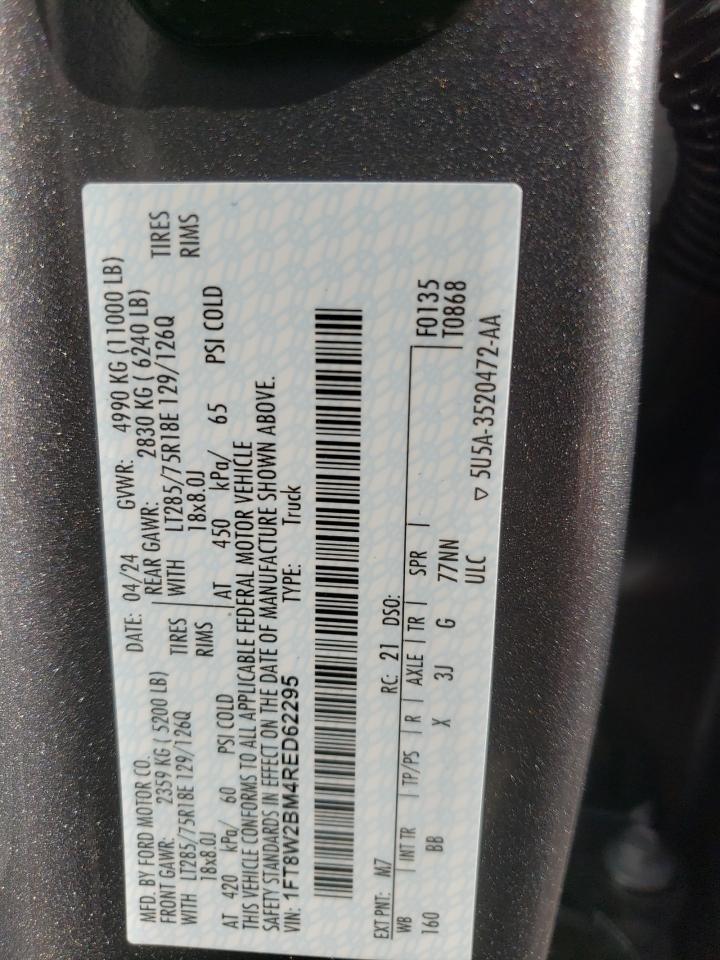 MFD. BY FORD MOTOR CO. DATE: 04/24 GVWR: 4990 KG (11000 LB)
FRONT GAWR: 2359 KG ( 5200 LB) REAR GAWR: 2830 KG ( 6240 LB)
WITH LT285/75R18E 129/126Q TIRES WITH LT285/75R18E 129/126Q TIRES
18x8.0J RIMS 18x8.0J RIMS
AT 420 kPa/ 60 PSI COLD AT 450 kPa/ 65 PSI COLD
THIS VEHICLE CONFORMS TO ALL APPLICABLE FEDERAL MOTOR VEHICLE
SAFETY STANDARDS IN EFFECT ON THE DATE OF MANUFACTURE SHOWN ABOVE.
VIN: 1FT8W2BM4RED62295 TYPE: Truck
EXT PNT: M7 RC: 21 DSO: F0135
WB | INT TR | TP/PS | R | AXLE | TR | SPR | T0868
160 BB X 3J G 77NN
ULC ▽ 5U5A-3520472-AA